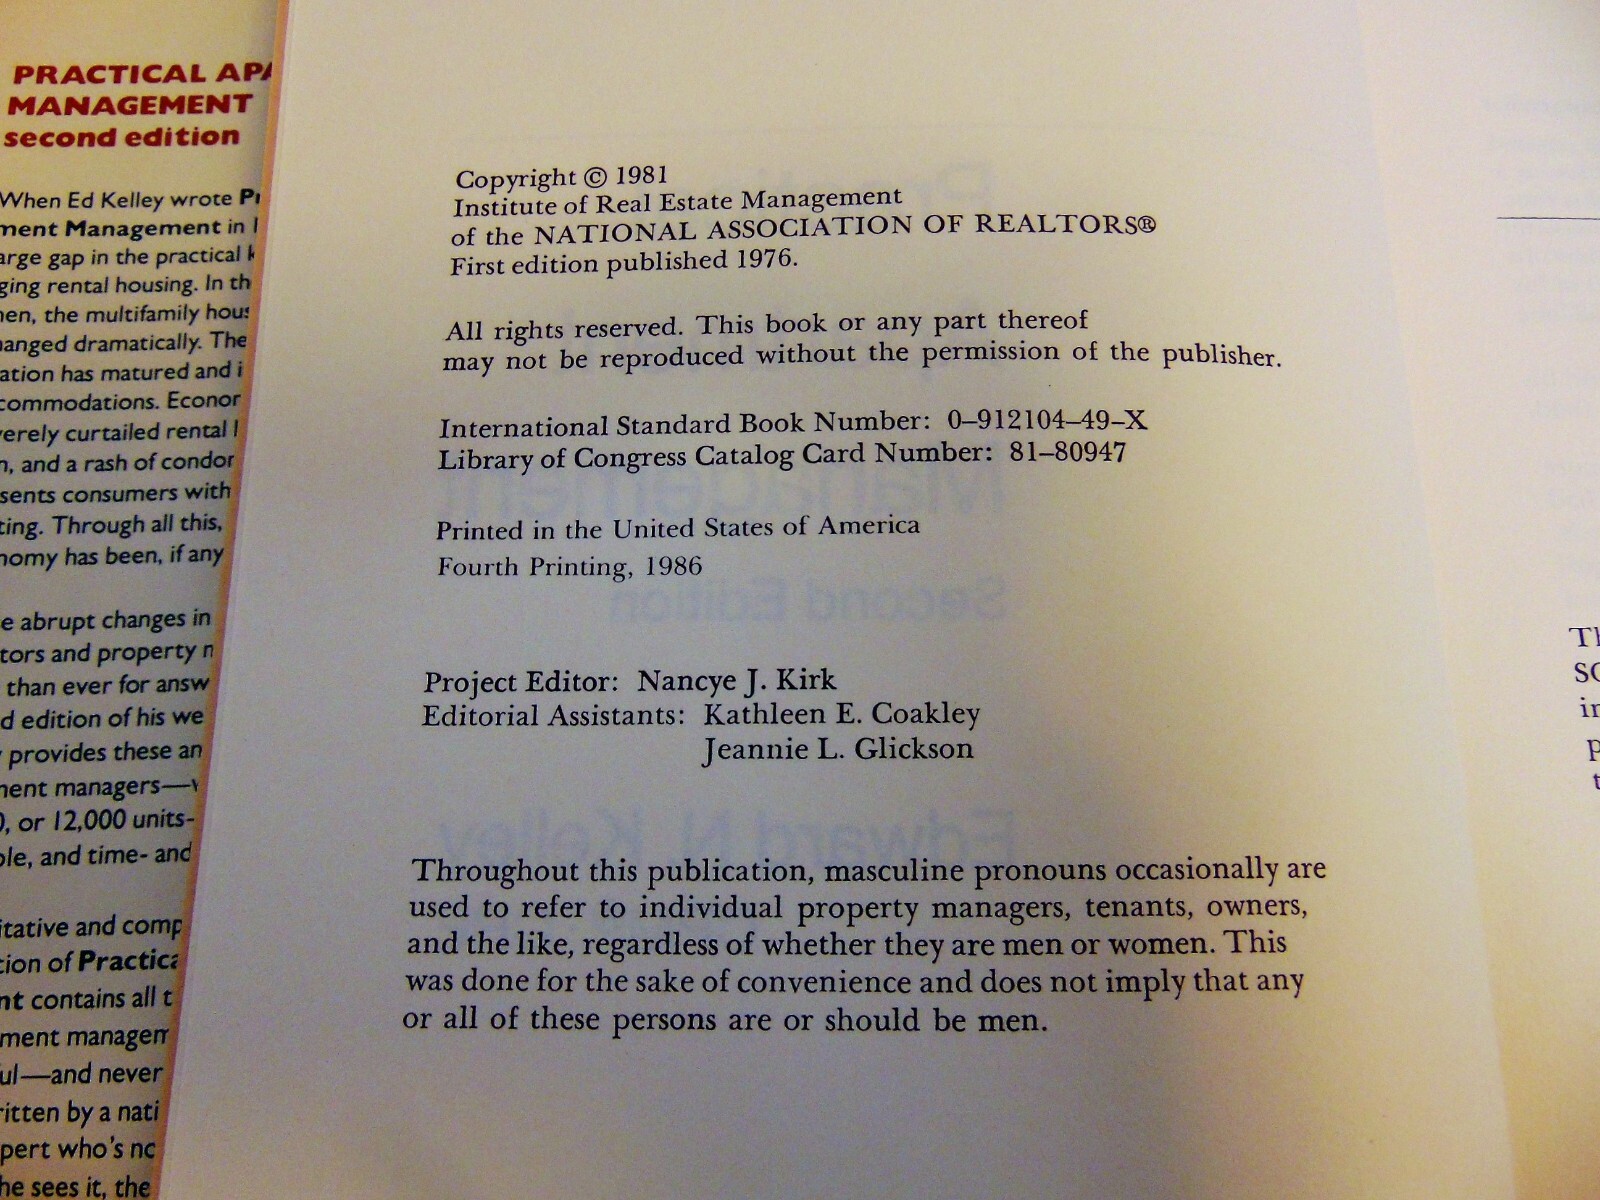 PRACTICAL APA
MANAGEMENT
second edition
When Ed Kelley wrote
ment Management in
arge gap in the practical
ging rental housing. In th
hen, the multifamily hous
hanged dramatically. The
ation has matured and i
commodations. Econor
verely curtailed rental
n, and a rash of condor
sents consumers with
ting. Through all this,
nomy has been, if any
e abrupt changes in
tors and property
than ever for answ
d edition of his we
provides these an
ment managers—
0, or 12,000 units-
ble, and time- and
itative and comp
tion of Practica
nt contains all t
ment managem
ul—and never
ritten by a nati
pert who's no
he sees it, the
Copyright © 1981
Institute of Real Estate Management
of the NATIONAL ASSOCIATION OF REALTORS®
First edition published 1976.
All rights reserved. This book or any part thereof
may not be reproduced without the permission of the publisher.
International Standard Book Number: 0–912104–49–X
Library of Congress Catalog Card Number: 81–80947
Printed in the United States of America
Fourth Printing, 1986
Project Editor: Nancye J. Kirk
Editorial Assistants: Kathleen E. Coakley
Jeannie L. Glickson
Throughout this publication, masculine pronouns occasionally are
used to refer to individual property managers, tenants, owners,
and the like, regardless of whether they are men or women. This
was done for the sake of convenience and does not imply that any
or all of these persons are or should be men.